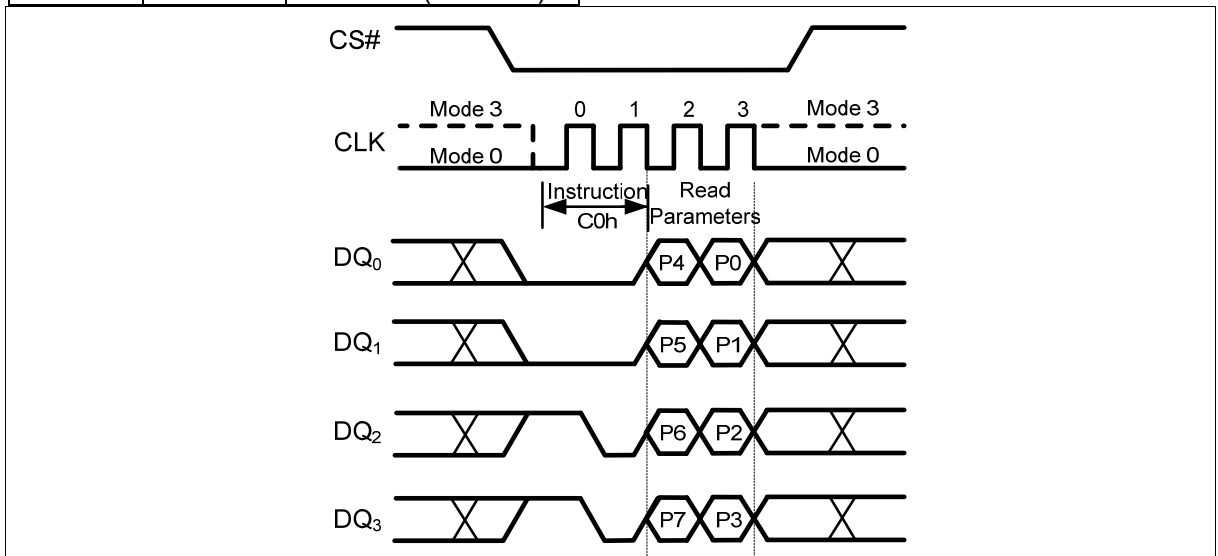 CS#
Mode 3 0 1 2 3 Mode 3
CLK
Mode 0 Mode 0
Instruction Read
C0h Parameters
DQ0 P4 P0
DQ1 P5 P1
DQ2 P6 P2
DQ3 P7 P3